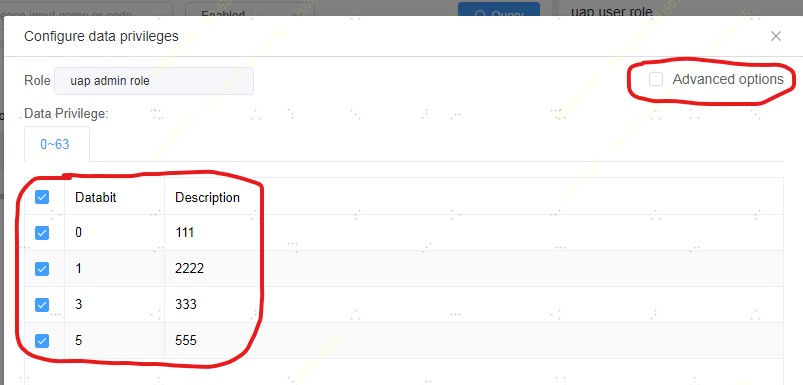 ease input name or code
Enabled
Query
uap user role
Configure data privileges
Role uap admin role
Advanced options
Data Privilege:
0~63
Databit Description
0 111
1 2222
3 333
5 555